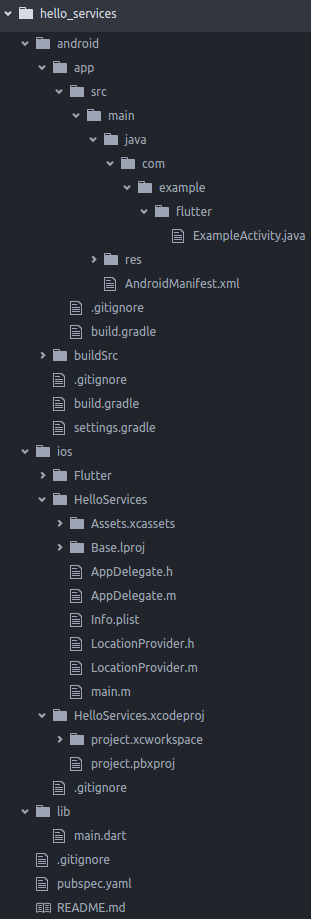 hello_services
android
app
src
main
java
com
example
flutter
ExampleActivity.java
res
AndroidManifest.xml
.gitignore
build.gradle
buildSrc
.gitignore
build.gradle
settings.gradle
ios
Flutter
HelloServices
Assets.xcassets
Base.lproj
AppDelegate.h
AppDelegate.m
Info.plist
LocationProvider.h
LocationProvider.m
main.m
HelloServices.xcodeproj
project.xcworkspace
project.pbxproj
.gitignore
lib
main.dart
.gitignore
pubspec.yaml
README.md